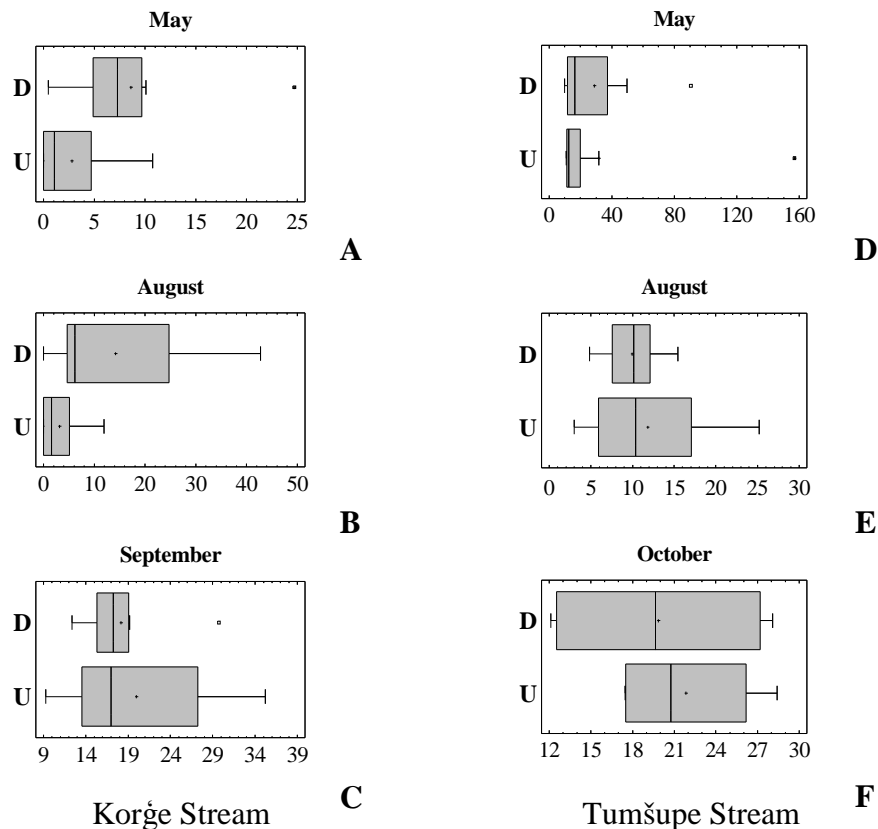 May
D
U
0 5 10 15 20 25
A
May
D
U
0 40 80 120 160
D
August
D
U
0 10 20 30 40 50
B
August
D
U
0 5 10 15 20 25 30
E
September
D
U
9 14 19 24 29 34 39
C
October
D
U
12 15 18 21 24 27 30
F
Korģe Stream
Tumšupe Stream